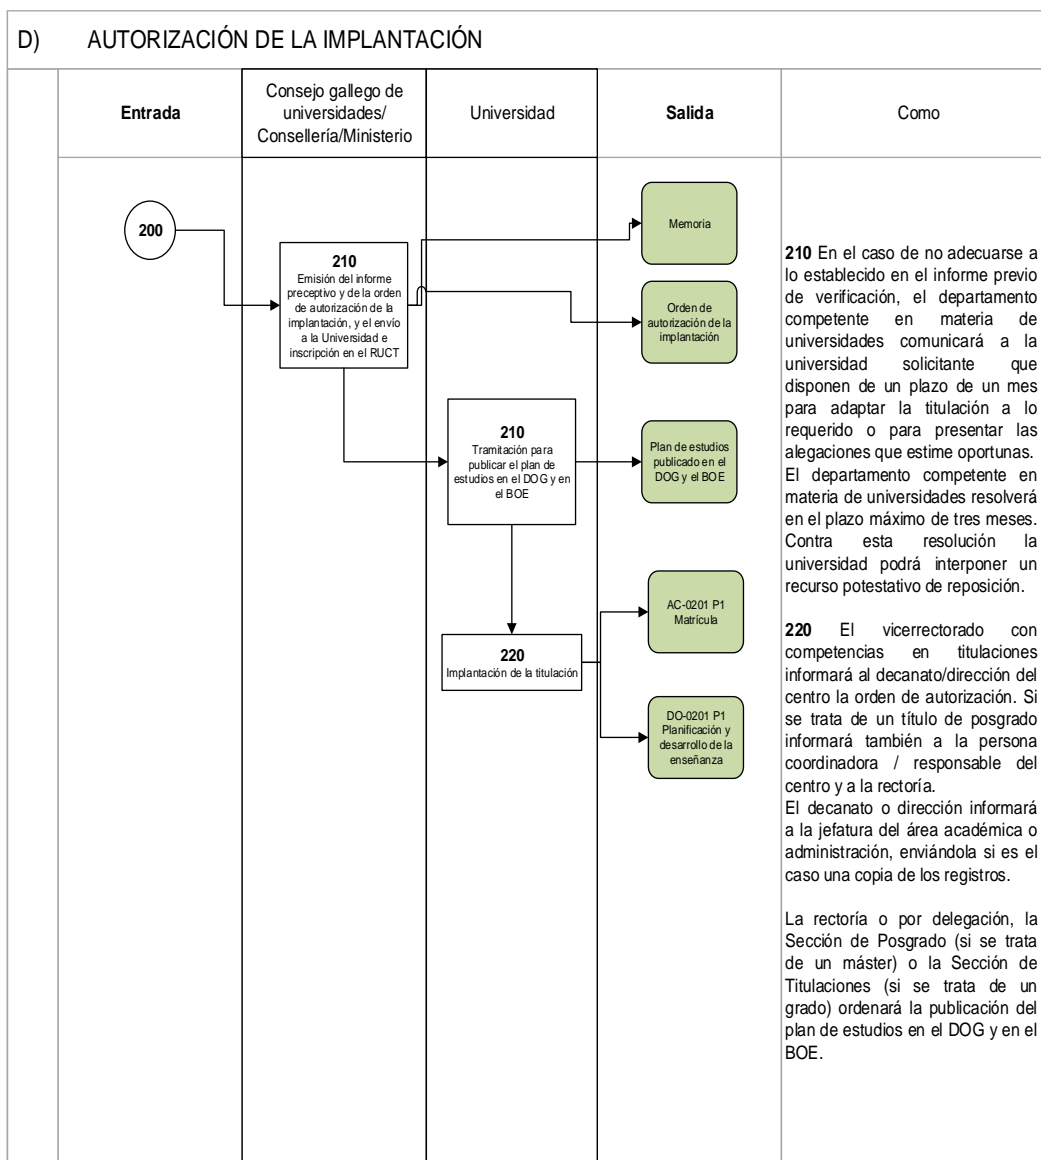 D) AUTORIZACIÓN DE LA IMPLANTACIÓN
Entrada
Consejo gallego de
universidades/
Consellería/Ministerio
Universidad
Salida
Como
200
210
Emisión del informe
preceptivo y de la orden
de autorización de la
implantación, y el envío
a la Universidad e
inscripción en el RUCT
Memoria
Orden de
autorización de la
implantación
210
Tramitación para
publicar el plan de
estudios en el DOG y en
el BOE
Plan de estudios
publicado en el
DOG y el BOE
220
Implantación de la titulación
AC-0201 P1
Matrícula
DO-0201 P1
Planificación y
desarrollo de la
enseñanza
210 En el caso de no adecuarse a
lo establecido en el informe previo
de verificación, el departamento
competente en materia de
universidades comunicará a la
universidad solicitante que
disponen de un plazo de un mes
para adaptar la titulación a lo
requerido o para presentar las
alegaciones que estime oportunas.
El departamento competente en
materia de universidades resolverá
en el plazo máximo de tres meses.
Contra esta resolución la
universidad podrá interponer un
recurso potestativo de reposición.
220 El vicerrectorado con
competencias en titulaciones
informará al decanato/dirección del
centro la orden de autorización. Si
se trata de un título de posgrado
informará también a la persona
coordinadora / responsable del
centro y a la rectoría.
El decanato o dirección informará
a la jefatura del área académica o
administración, enviándola si es el
caso una copia de los registros.
La rectoría o por delegación, la
Sección de Posgrado (si se trata
de un máster) o la Sección de
Titulaciones (si se trata de un
grado) ordenará la publicación del
plan de estudios en el DOG y en el
BOE.